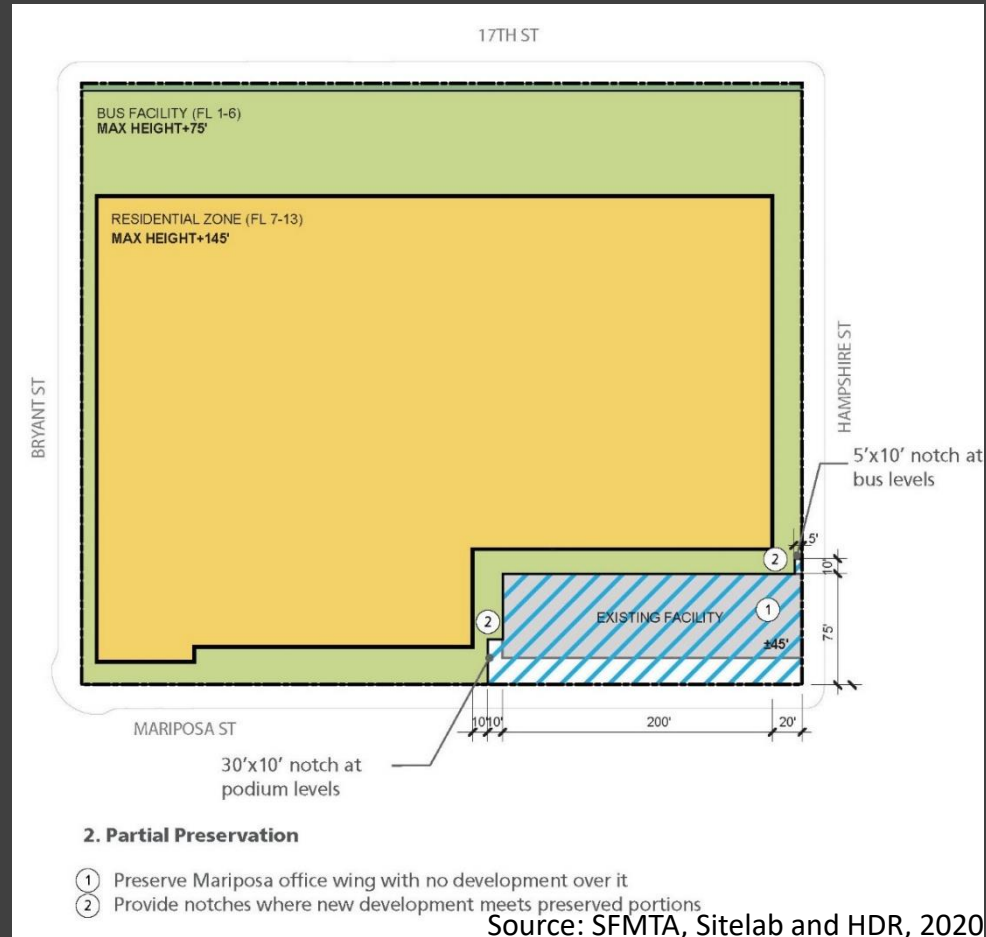 17TH ST
BUS FACILITY (FL 1-6)
MAX HEIGHT+75'
RESIDENTIAL ZONE (FL 7-13)
MAX HEIGHT+145'
BRYANT ST
HAMPSHIRE ST
5'x10' notch at
bus levels
5'
2
10'
EXISTING FACILITY
1
2
±45'
75'
10'
10'
200'
20'
MARIPOSA ST
30'x10' notch at
podium levels
2. Partial Preservation
1 Preserve Mariposa office wing with no development over it
2 Provide notches where new development meets preserved portions
Source: SFMTA, Sitelab and HDR, 2020